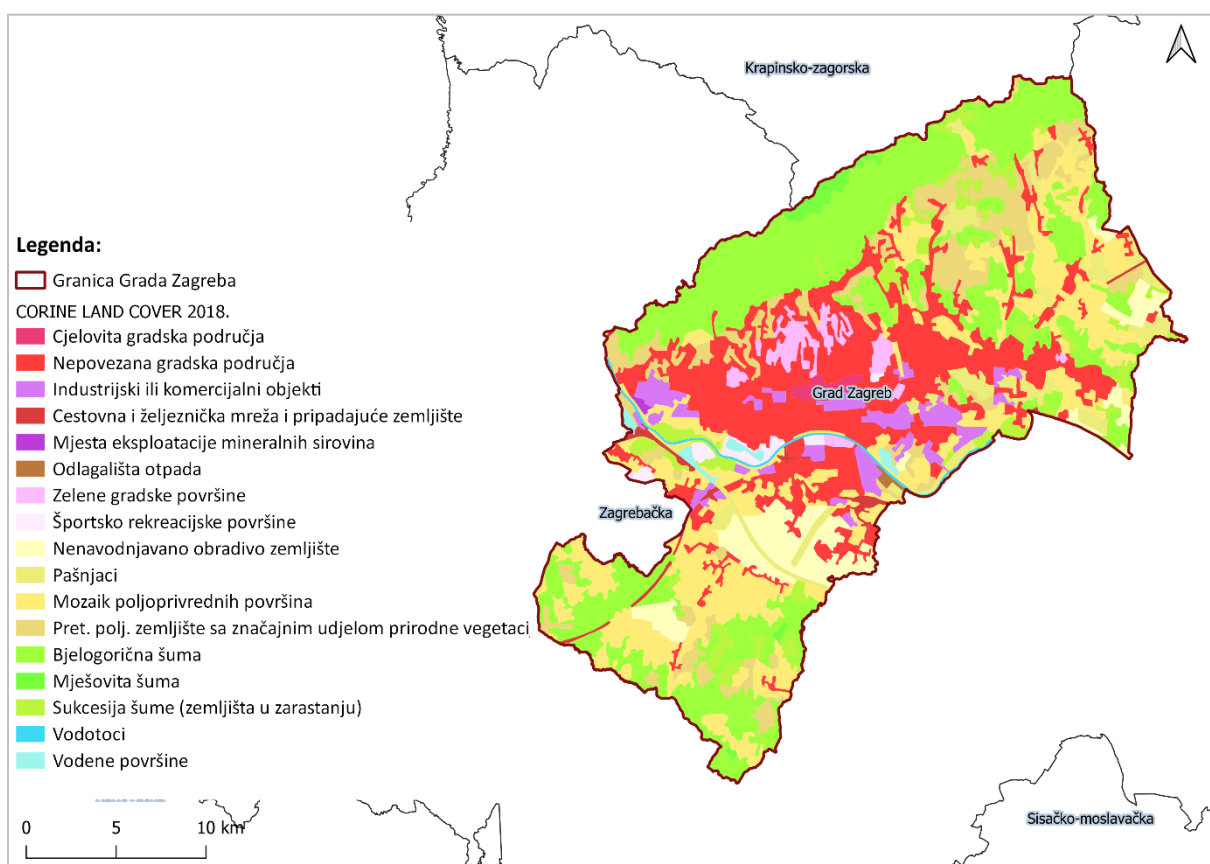 Krapinsko-zagorska
Legenda:
Granica Grada Zagreba
CORINE LAND COVER 2018.
Cjelovita gradska područja
Nepovezana gradska područja
Industrijski ili komercijalni objekti
Cestovna i željeznička mreža i pripadajuće zemljište
Mjesta eksploatacije mineralnih sirovina
Odlagališta otpada
Zelene gradske površine
Športsko rekreacijske površine
Nenavodnjavano obradivo zemljište
Pašnjaci
Mozaik poljoprivrednih površina
Pret. polj. zemljište sa značajnim udjelom prirodne vegetaci
Bjelogorična šuma
Mješovita šuma
Sukcesija šume (zemljišta u zarastanju)
Vodotoci
Vodene površine
Grad Zagreb
Zagrebačka
0 5 10 km
Sisačko-moslavačka